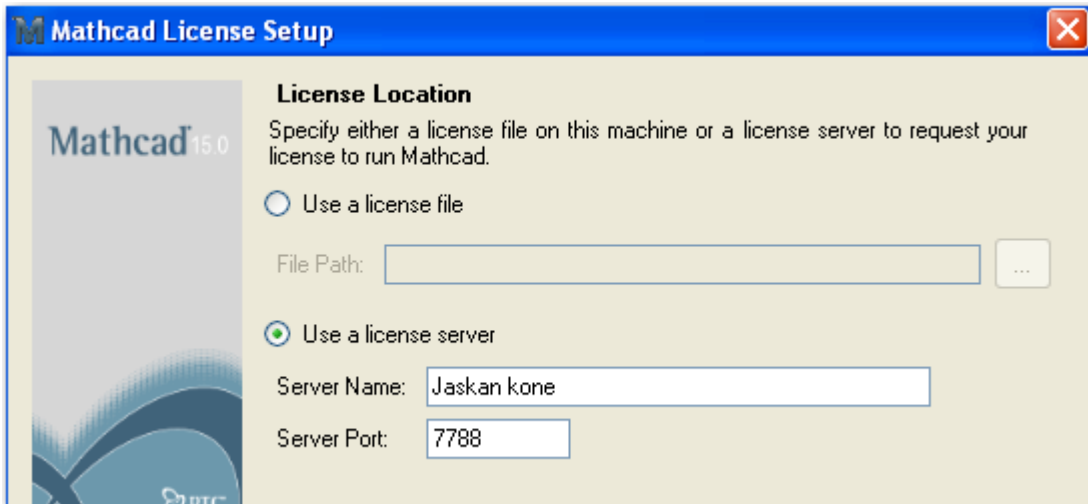 Mathcad License Setup
License Location
Mathcad 15.0
Specify either a license file on this machine or a license server to request your
license to run Mathcad.
Use a license file
File Path:
...
Use a license server
Server Name: Jaskan kone
Server Port: 7788
PTC